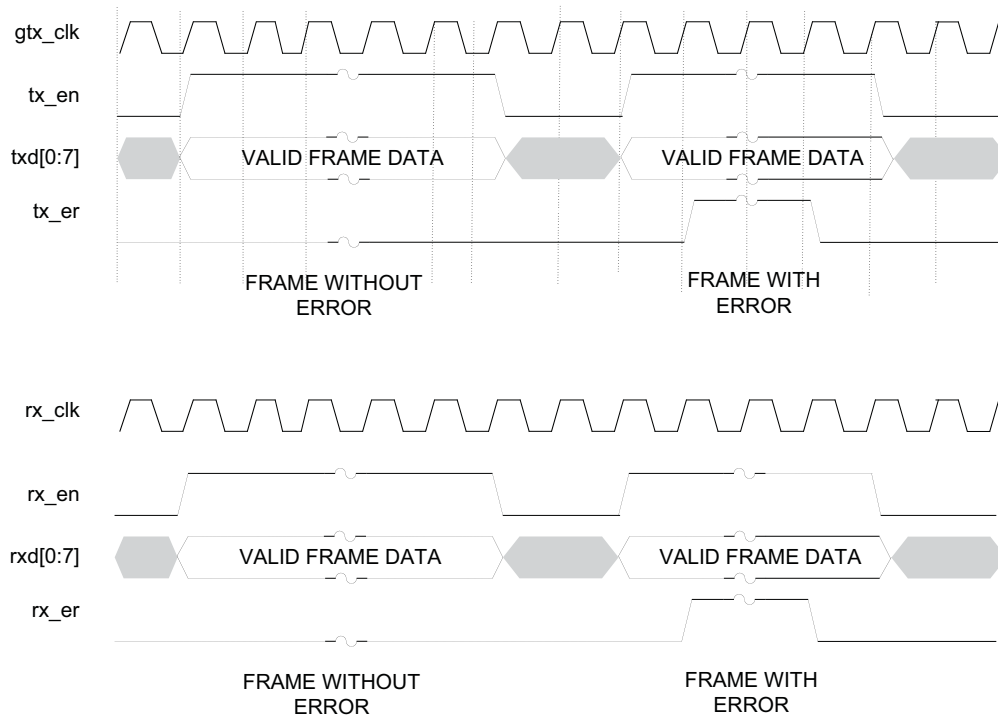 gtx_clk
tx_en
txd[0:7]
VALID FRAME DATA
VALID FRAME DATA
tx_er
FRAME WITHOUT
ERROR
FRAME WITH
ERROR
rx_clk
rx_en
rxd[0:7]
VALID FRAME DATA
VALID FRAME DATA
rx_er
FRAME WITHOUT
ERROR
FRAME WITH
ERROR